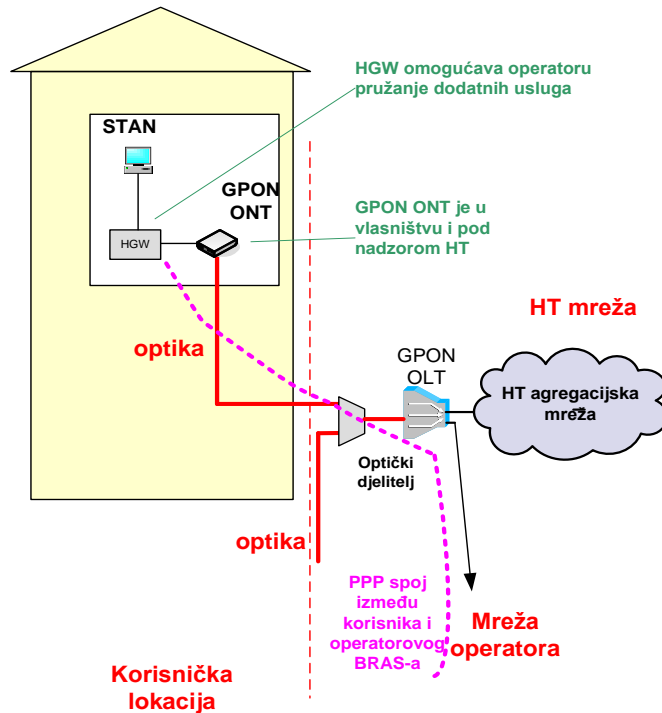 HGW omogućava operatoru
pružanje dodatnih usluga
STAN
GPON
ONT
HGW
GPON ONT je u
vlasništvu i pod
nadzorom HT
HT mreža
optika
GPON
OLT
HT agregacijska
mreža
Optički
djelitelj
optika
PPP spoj
između
korisnika i
operatorovog
BRAS-a
Mreža
operatora
Korisnička
lokacija